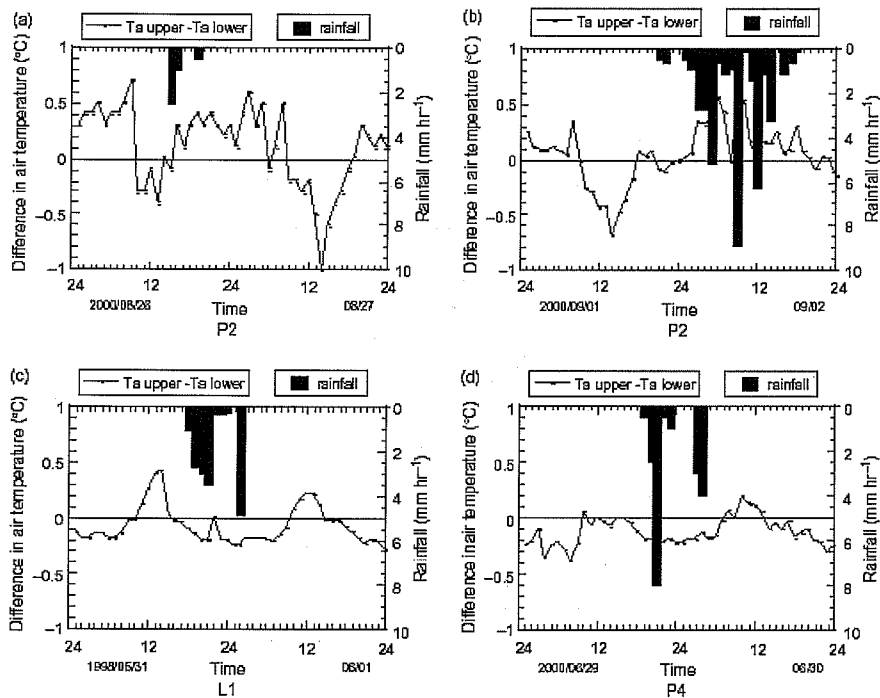 (a) Ta upper -Ta lower rainfall
Difference in air temperature (°C)
1
0.5
0
−0.5
−1
0
2
4
6
8
10
Rainfall (mm hr⁻¹)
24 12 24 12 24
2000/08/26 Time 08/27
P2
(b) Ta upper -Ta lower rainfall
Difference in air temperature (°C)
1
0.5
0
−0.5
−1
0
2
4
6
8
10
Rainfall (mm hr⁻¹)
24 12 24 12 24
2000/09/01 Time 09/02
P2
(c) Ta upper -Ta lower rainfall
Difference in air temperature (°C)
1
0.5
0
−0.5
−1
0
2
4
6
8
10
Rainfall (mm hr⁻¹)
24 12 24 12 24
1998/05/31 Time 06/01
L1
(d) Ta upper -Ta lower rainfall
Difference in air temperature (°C)
1
0.5
0
−0.5
−1
0
2
4
6
8
10
Rainfall (mm hr⁻¹)
24 12 24 12 24
2000/06/29 Time 06/30
P4